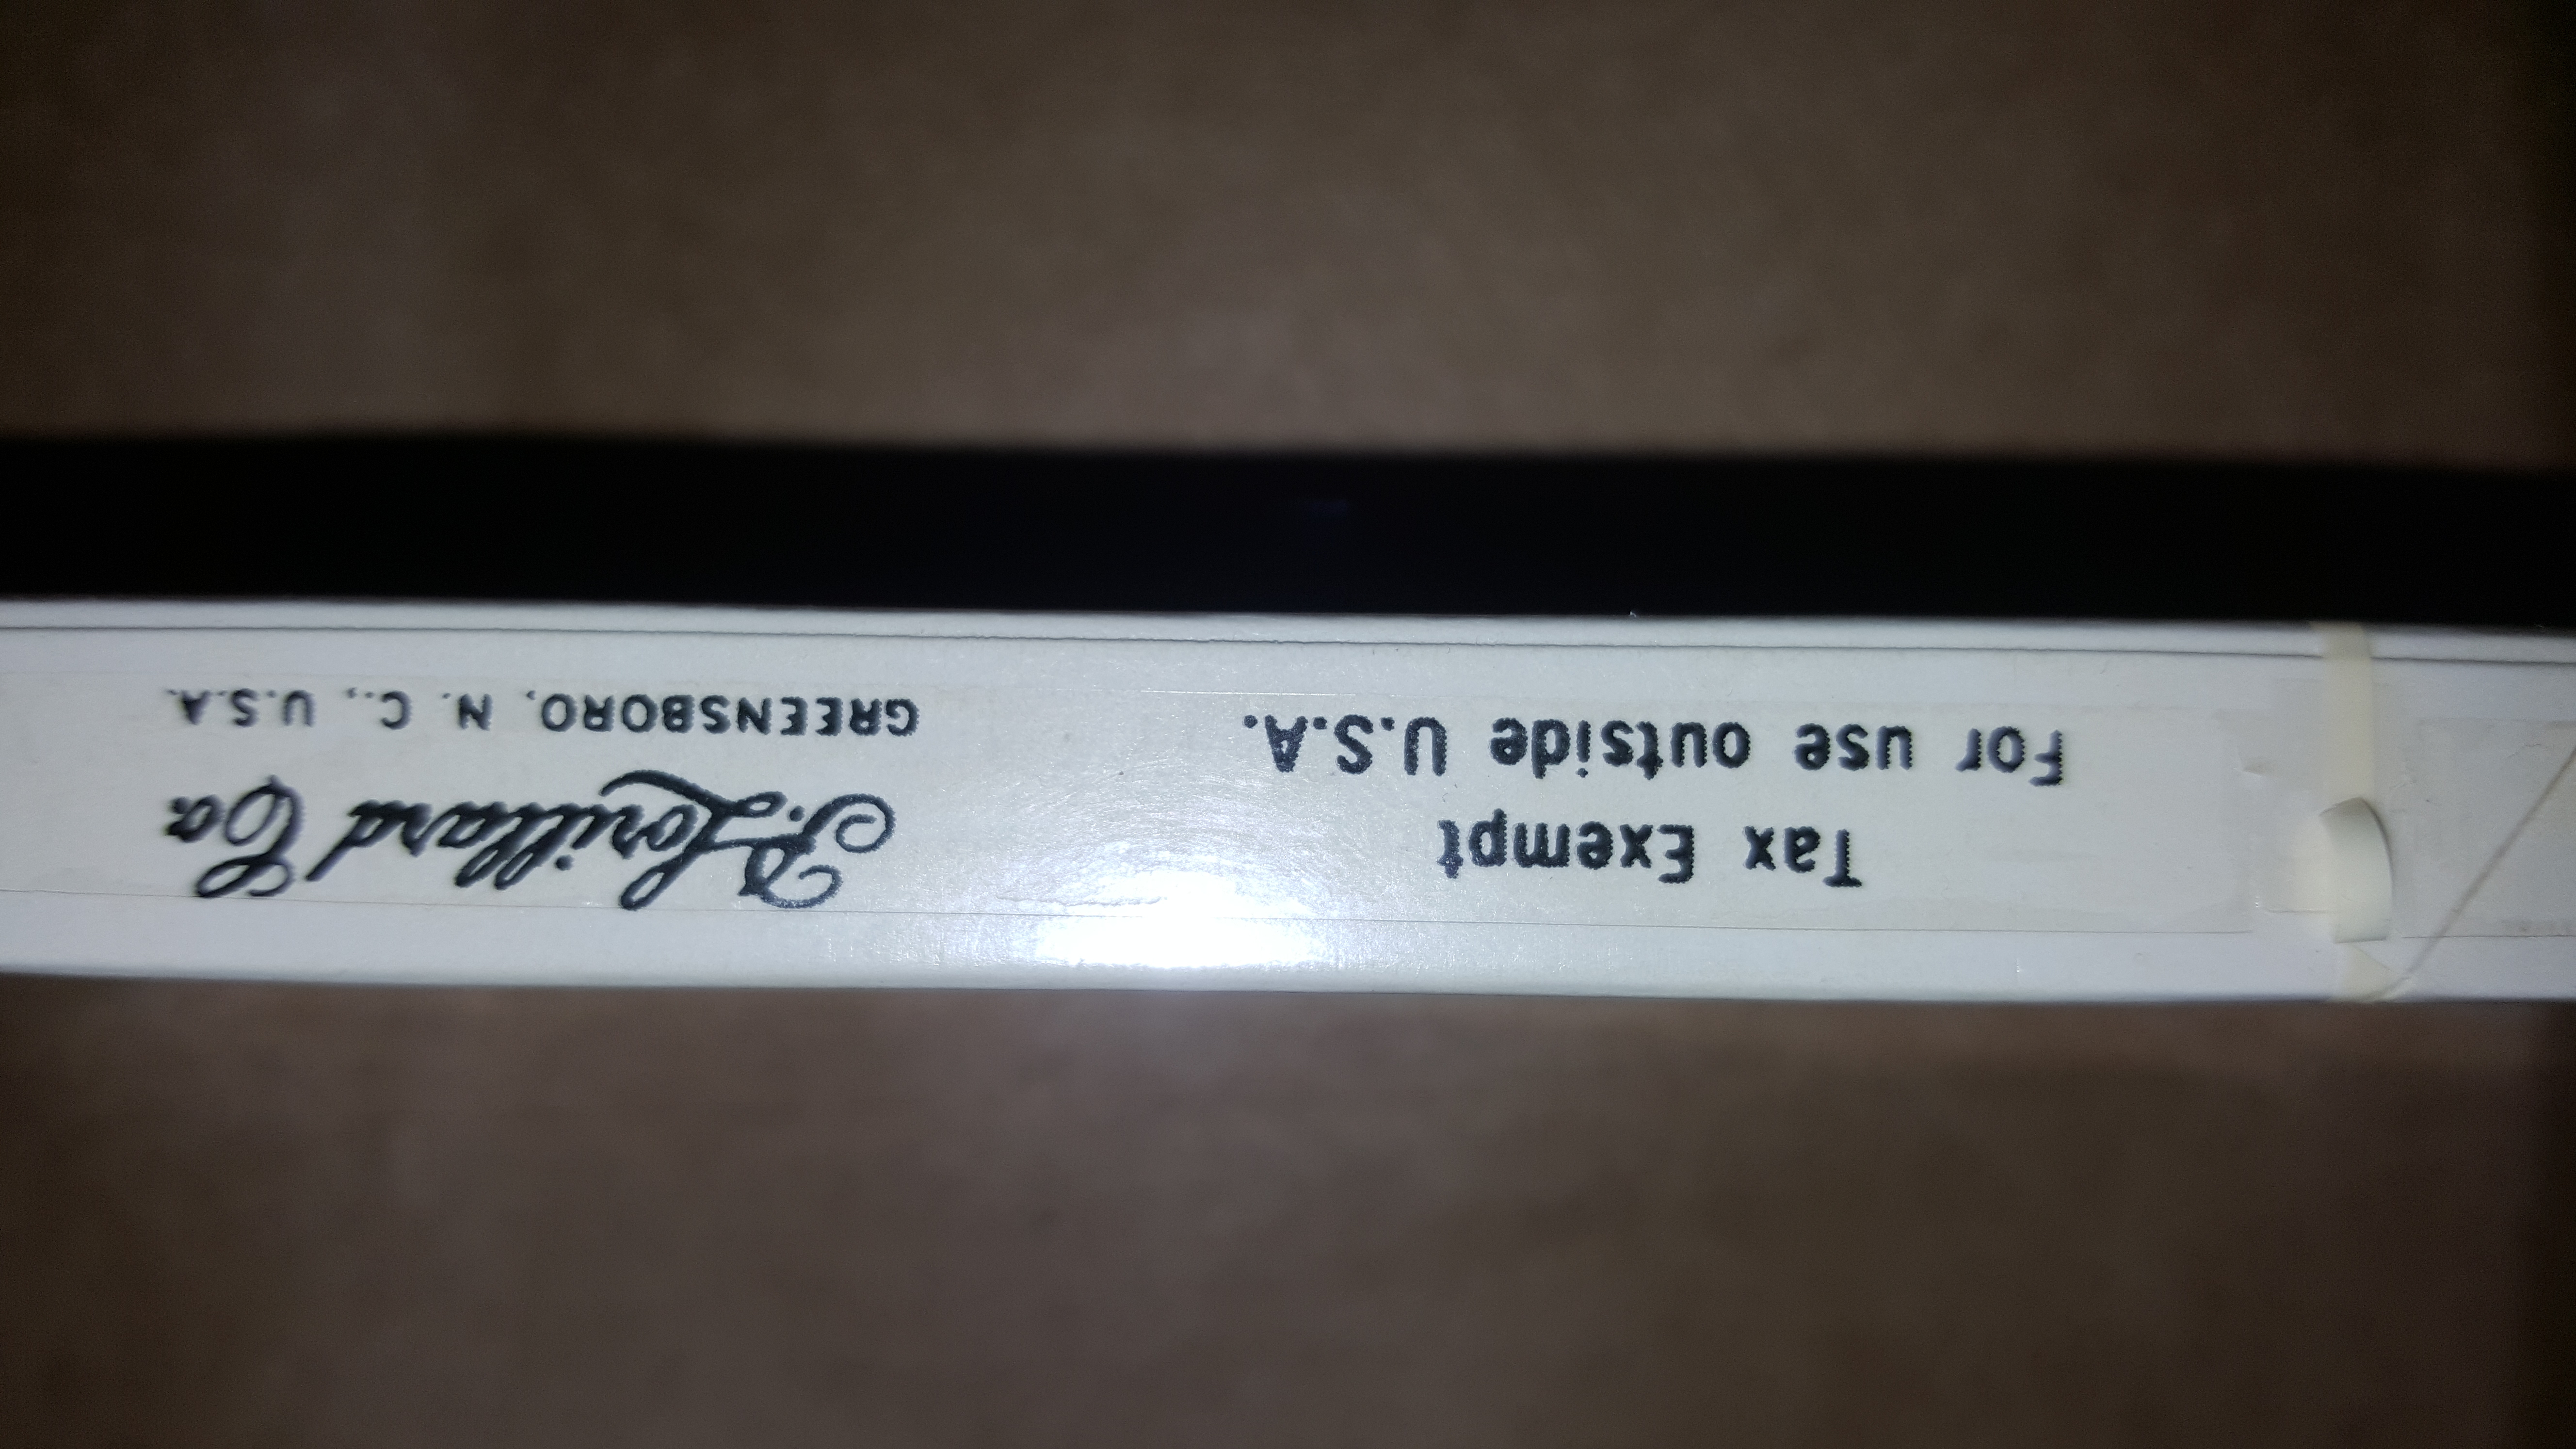 Tax Exempt
For use outside U.S.A.
P. Lorillard Co.
GREENSBORO, N. C., U.S.A.